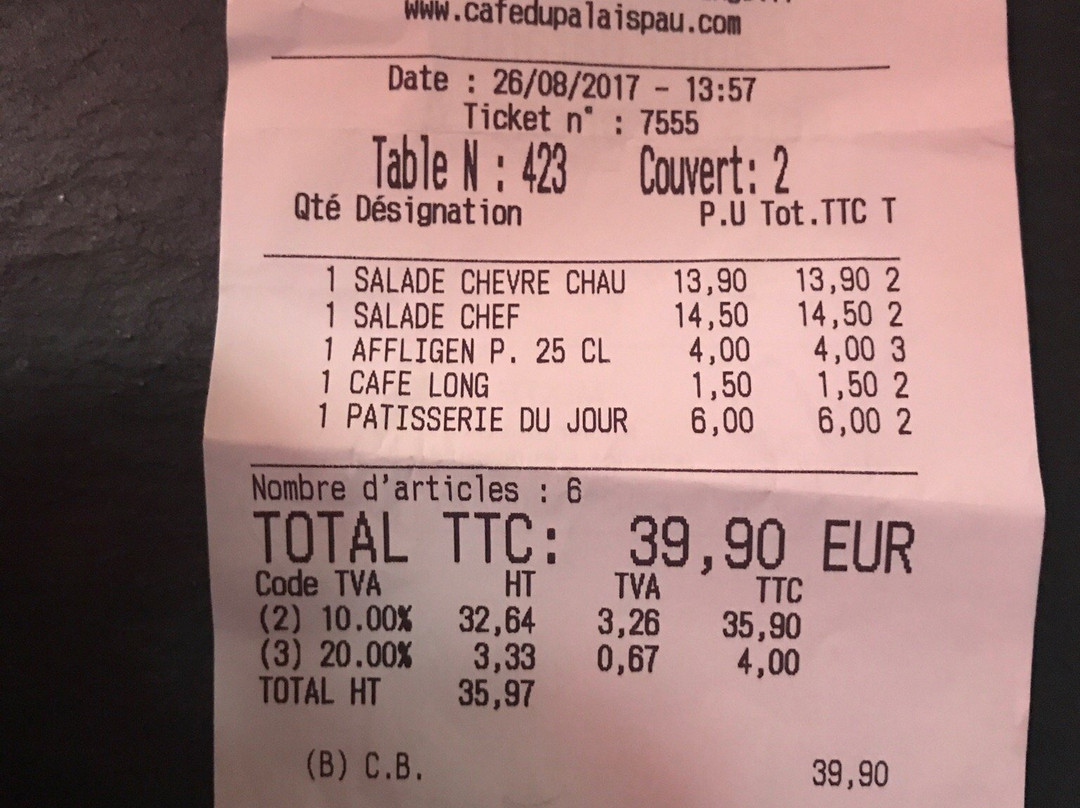 www.cafedupalaispau.com
Date : 26/08/2017 - 13:57
Ticket n° : 7555
Table N : 423 Couvert: 2
Qté Désignation P.U Tot.TTC T
1 SALADE CHEVRE CHAU 13,90 13,90 2
1 SALADE CHEF 14,50 14,50 2
1 AFFLIGEN P. 25 CL 4,00 4,00 3
1 CAFE LONG 1,50 1,50 2
1 PATISSERIE DU JOUR 6,00 6,00 2
Nombre d'articles : 6
TOTAL TTC: 39,90 EUR
Code TVA HT TVA TTC
(2) 10.00% 32,64 3,26 35,90
(3) 20.00% 3,33 0,67 4,00
TOTAL HT 35,97
(B) C.B. 39,90